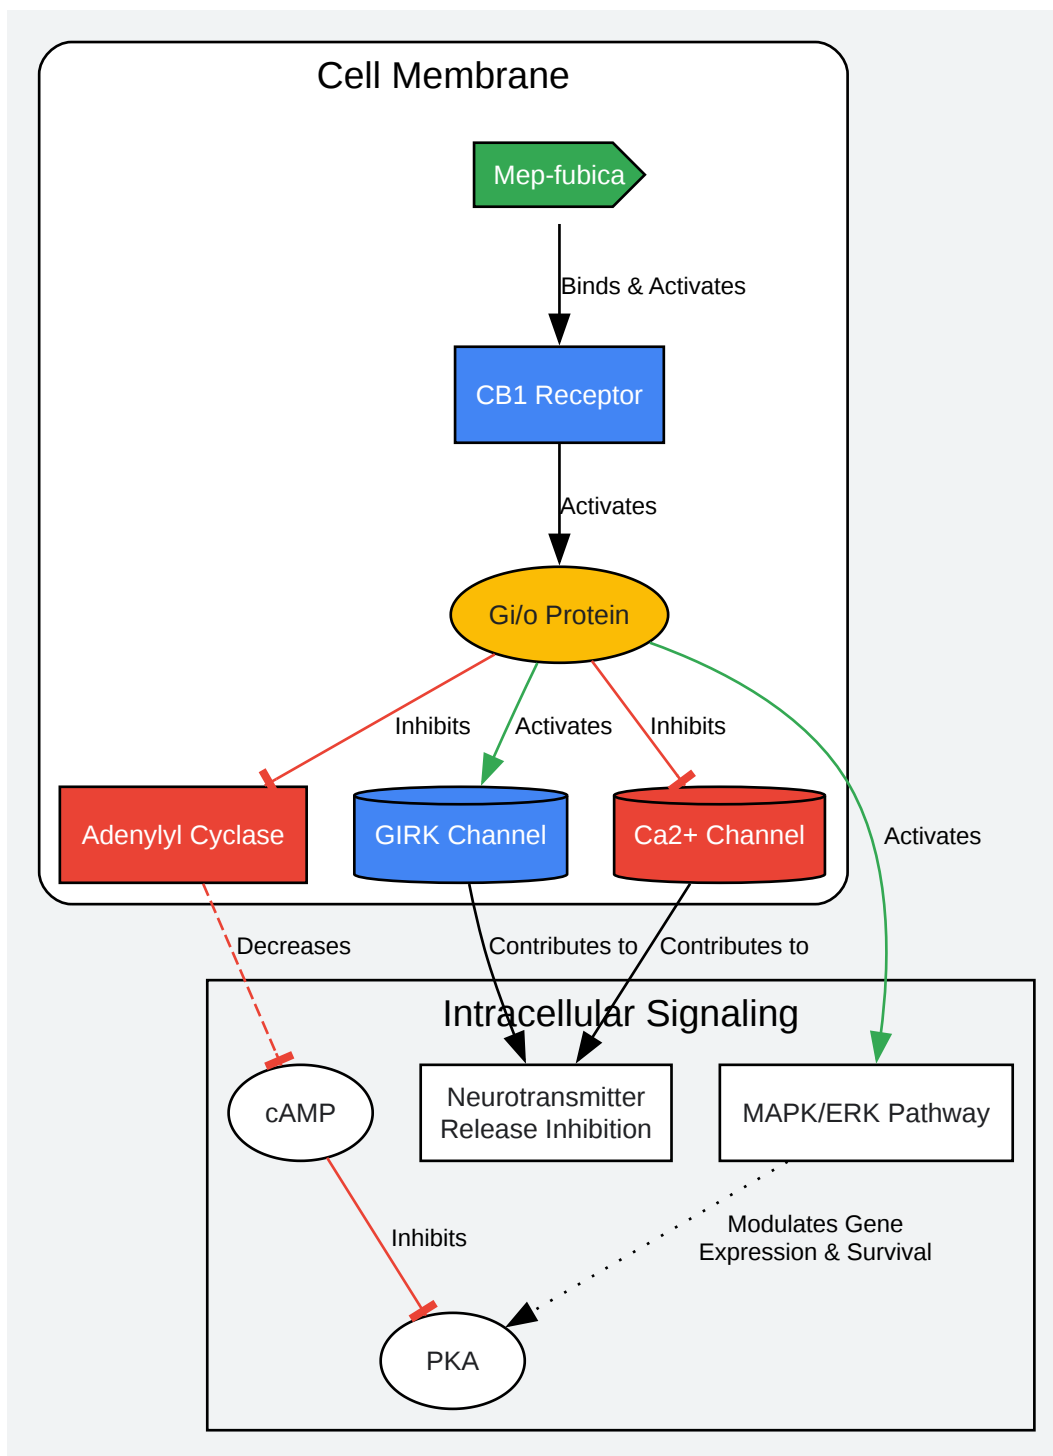 Cell Membrane
Mep-fubica
Binds & Activates
CB1 Receptor
Activates
Gi/o Protein
Inhibits
Activates
Inhibits
Adenylyl Cyclase
GIRK Channel
Ca2+ Channel
Activates
Decreases
Contributes to
Contributes to
Intracellular Signaling
cAMP
Neurotransmitter
Release Inhibition
MAPK/ERK Pathway
Inhibits
Modulates Gene
Expression & Survival
PKA